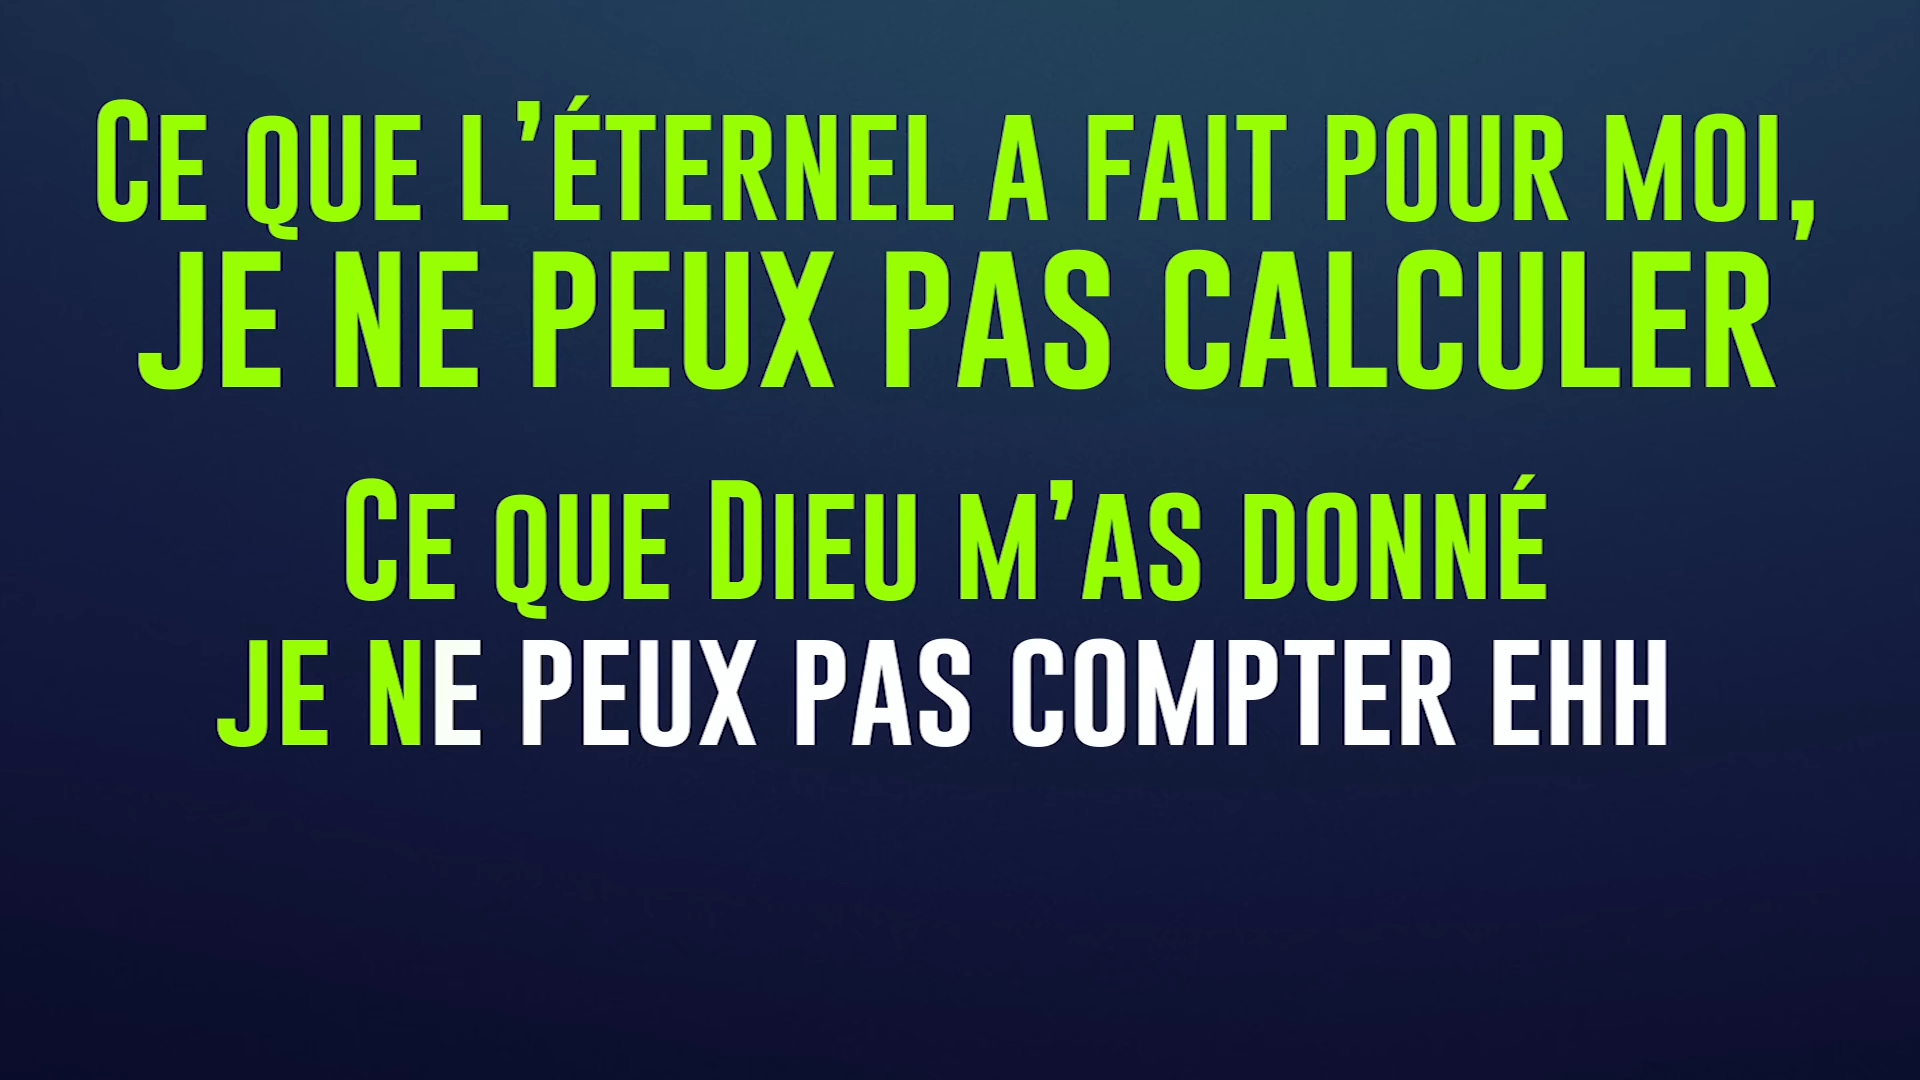 Ce que l’éternel a fait pour moi,
je ne peux pas calculer
Ce que Dieu m’as donné
je ne peux pas compter ehh